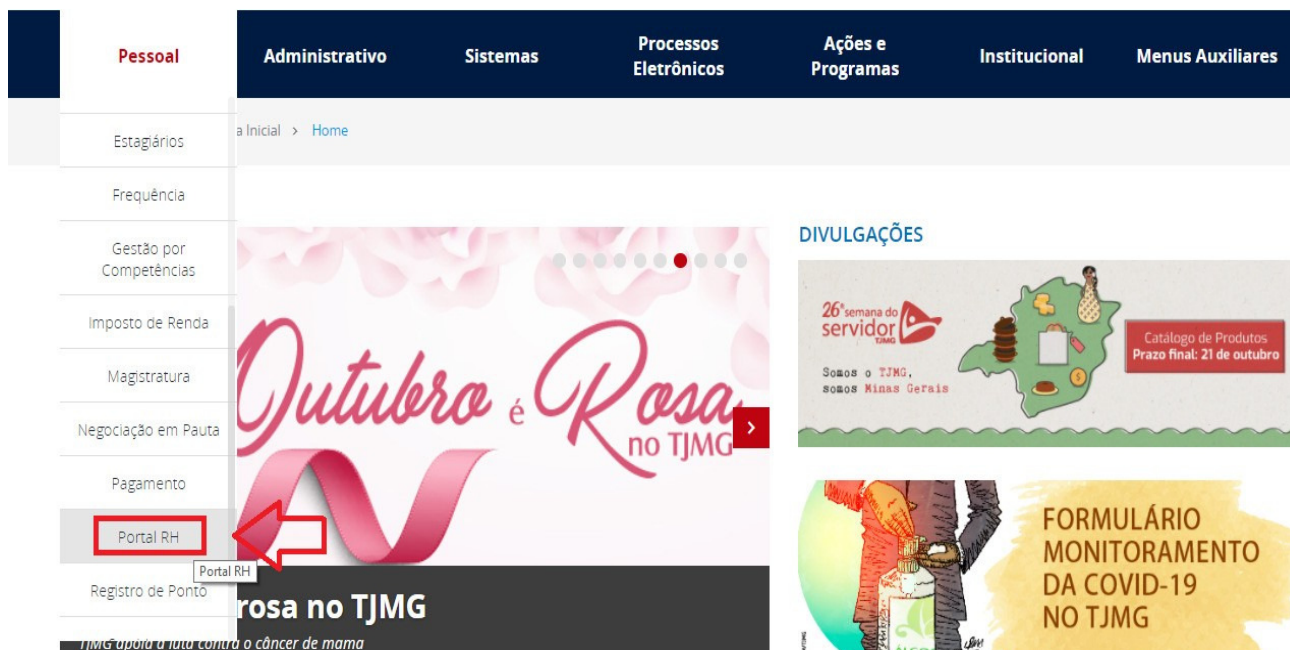 Pessoal
Administrativo
Sistemas
Processos
Eletrônicos
Ações e
Programas
Institucional
Menus Auxiliares
a Inicial > Home
Estagiários
Frequência
Gestão por
Competências
Imposto de Renda
Magistratura
Negociação em Pauta
Pagamento
Portal RH
Portal RH
Registro de Ponto
Outubro é Rosa
no TJMG
rosa no TJMG
TJMG apoia a luta contra o câncer de mama
DIVULGAÇÕES
26ª semana do
servidor
TJMG
Somos o TJMG,
somos Minas Gerais
Catálogo de Produtos
Prazo final: 21 de outubro
FORMULÁRIO
MONITORAMENTO
DA COVID-19
NO TJMG